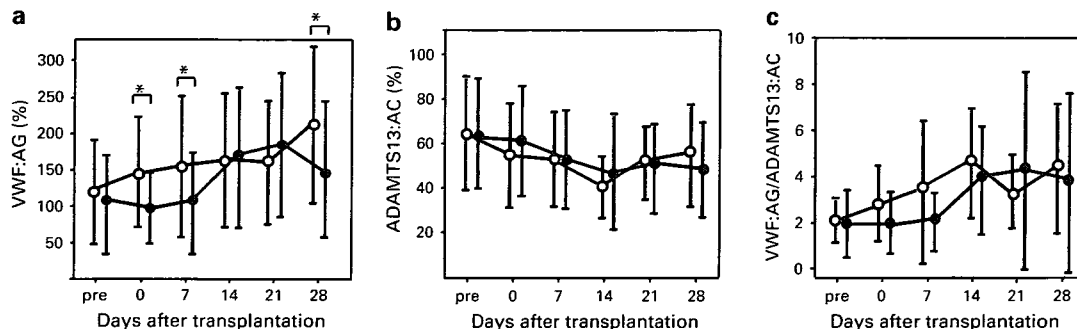 a
VWF:AG (%)
300
250
200
150
100
50
*
*
*
pre 0 7 14 21 28
Days after transplantation
b
ADAMTS13:AC (%)
100
80
60
40
20
pre 0 7 14 21 28
Days after transplantation
c
VWF:AG/ADAMTS13:AC
10
8
6
4
2
0
pre 0 7 14 21 28
Days after transplantation